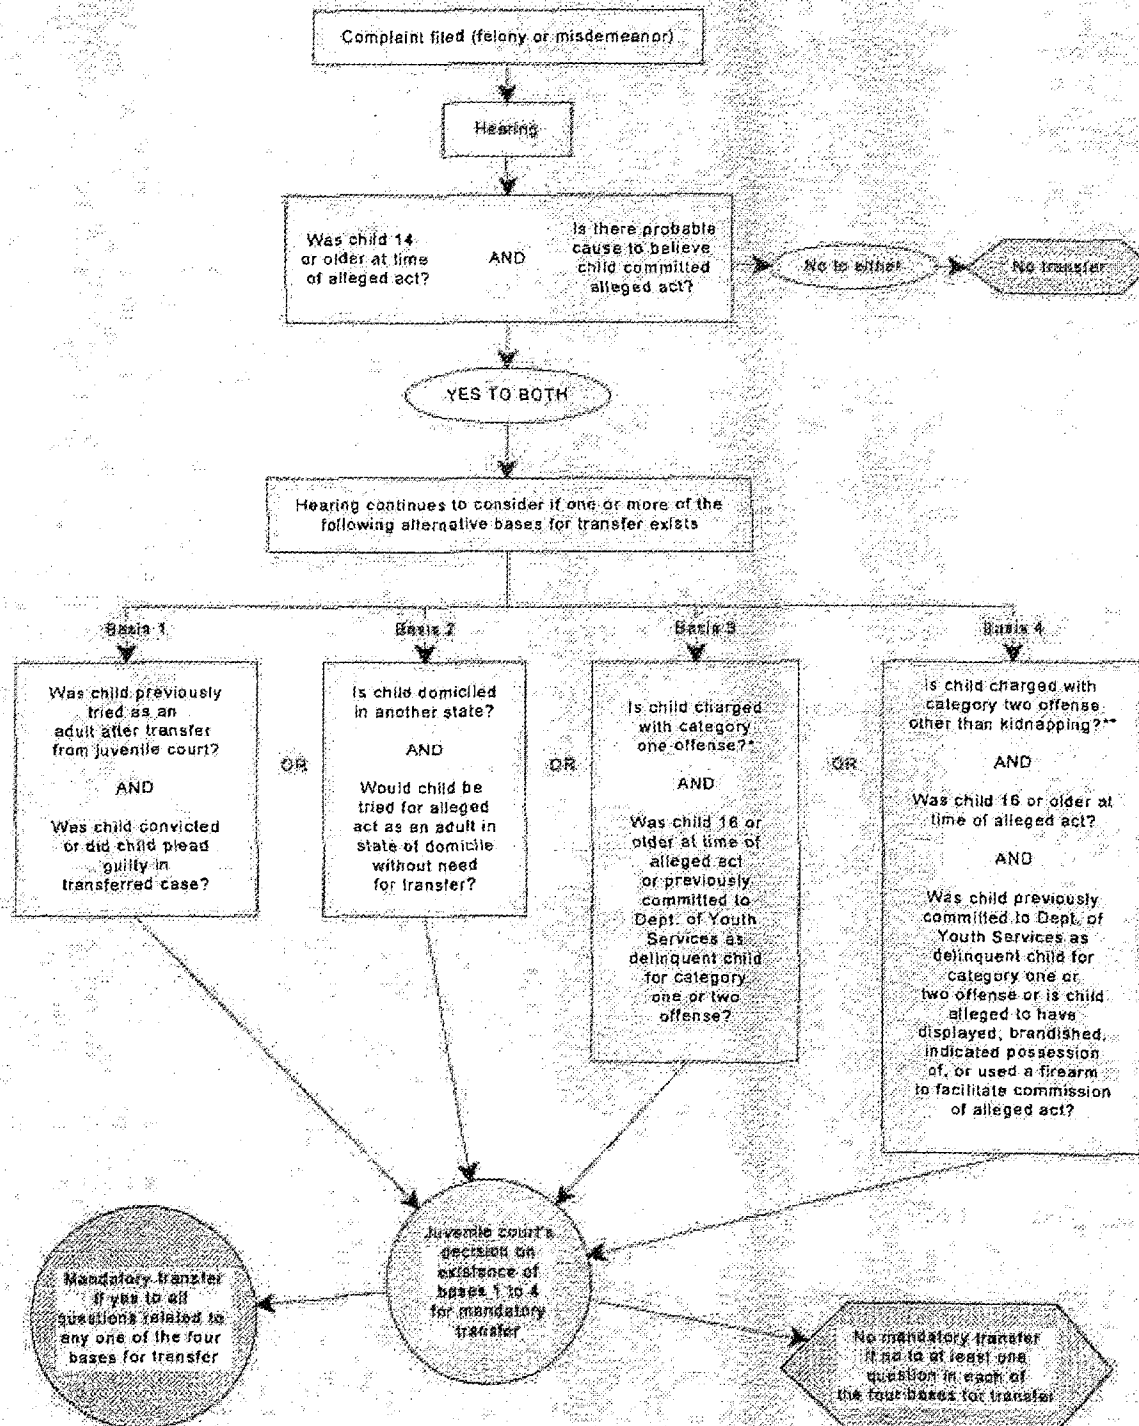 Complaint filed (felony or misdemeanor)
Hearing
Was child 14
or older at time
of alleged act?
AND
Is there probable
cause to believe
child committed
alleged act?
No to either
No transfer
YES TO BOTH
Hearing continues to consider if one or more of the
following alternative bases for transfer exists
Basis 1
Was child previously
tried as an
adult after transfer
from juvenile court?
AND
Was child convicted
or did child plead
guilty in
transferred case?
OR
Basis 2
Is child domiciled
in another state?
AND
Would child be
tried for alleged
act as an adult in
state of domicile
without need
for transfer?
OR
Basis 3
Is child charged
with category
one offense?*
AND
Was child 16 or
older at time of
alleged act
or previously
committed to
Dept. of Youth
Services as
delinquent child
for category
one or two
offense?
OR
Basis 4
Is child charged with
category two offense
other than kidnapping?**
AND
Was child 16 or older at
time of alleged act?
AND
Was child previously
committed to Dept. of
Youth Services as
delinquent child for
category one or
two offense or is child
alleged to have
displayed, brandished,
indicated possession
of, or used a firearm
to facilitate commission
of alleged act?
Juvenile court's
decision on
existence of
bases 1 to 4
for mandatory
transfer
Mandatory transfer
if yes to all
questions related to
any one of the four
bases for transfer
No mandatory transfer
if no to at least one
question in each of
the four bases for transfer